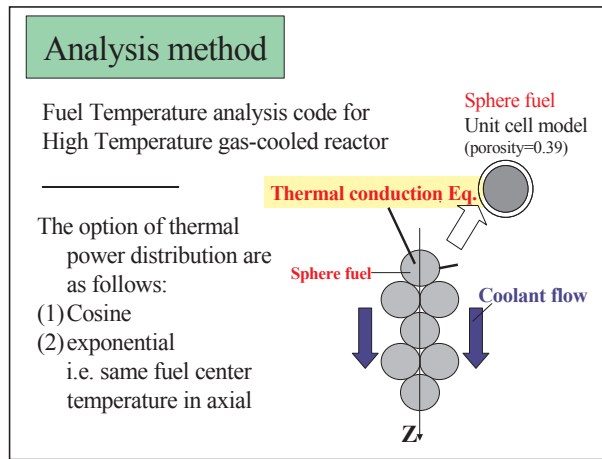 Analysis method
Fuel Temperature analysis code for
High Temperature gas-cooled reactor
Sphere fuel
Unit cell model
(porosity=0.39)
Thermal conduction Eq.
The option of thermal
power distribution are
as follows:
(1) Cosine
(2) exponential
i.e. same fuel center
temperature in axial
Sphere fuel
Coolant flow
Z